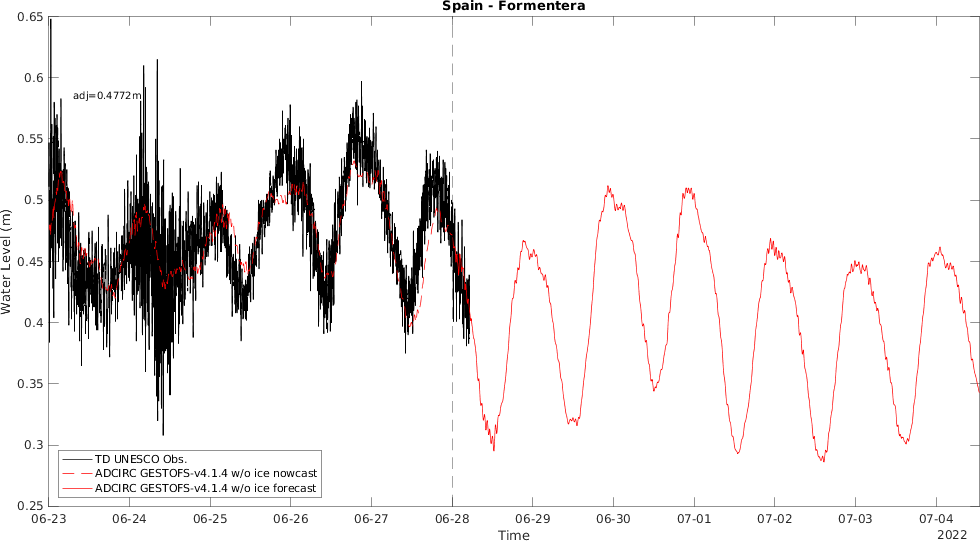 Spain - Formentera
0.65
0.6
0.55
0.5
0.45
0.4
0.35
0.3
0.25
Water Level (m)
adj=0.4772m
TD UNESCO Obs.
ADCIRC GESTOFS-v4.1.4 w/o ice nowcast
ADCIRC GESTOFS-v4.1.4 w/o ice forecast
06-23 06-24 06-25 06-26 06-27 06-28 06-29 06-30 07-01 07-02 07-03 07-04
Time
2022